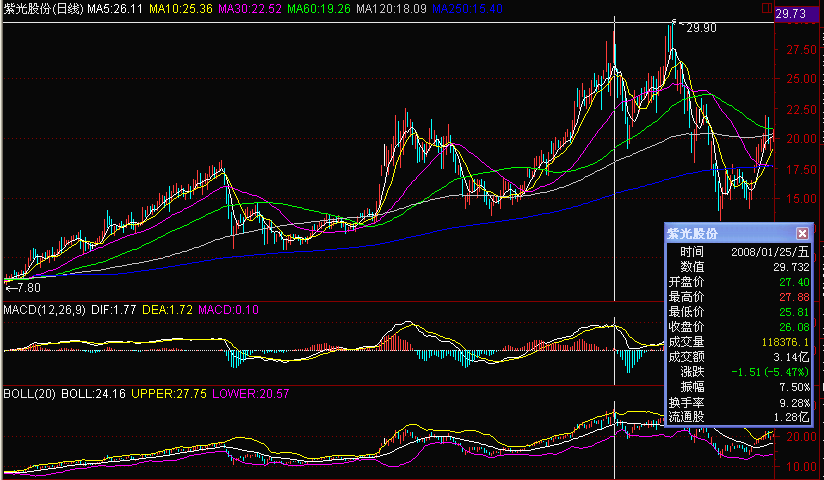 紫光股份(日线) MA5:26.11 MA10:25.36 MA30:22.52 MA60:19.26 MA120:18.09 MA250:15.40
29.73
29.90
27.50
25.00
22.50
20.00
17.50
15.00
←7.80
MACD(12,26,9) DIF:1.77 DEA:1.72 MACD:0.10
BOLL(20) BOLL:24.16 UPPER:27.75 LOWER:20.57
20.00
10.00
紫光股份
时间 2008/01/25/五
数值 29.732
开盘价 27.40
最高价 27.88
最低价 25.81
收盘价 26.08
成交量 118376.1
成交额 3.14亿
涨跌 -1.51(-5.47%)
振幅 7.50%
换手率 9.28%
流通股 1.28亿